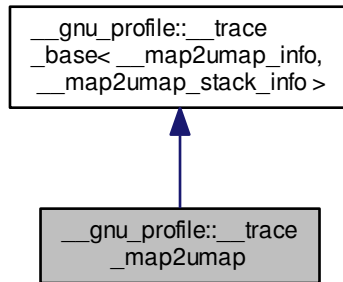 __gnu_profile::__trace
_base< __map2umap_info,
__map2umap_stack_info >
__gnu_profile::__trace
_map2umap